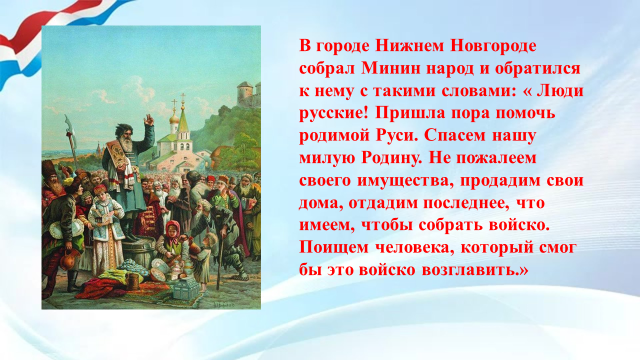 В городе Нижнем Новгороде
собрал Минин народ и обратился
к нему с такими словами: « Люди
русские! Пришла пора помочь
родимой Руси. Спасем нашу
милую Родину. Не пожалеем
своего имущества, продадим свои
дома, отдадим последнее, что
имеем, чтобы собрать войско.
Поищем человека, который смог
бы это войско возглавить.»